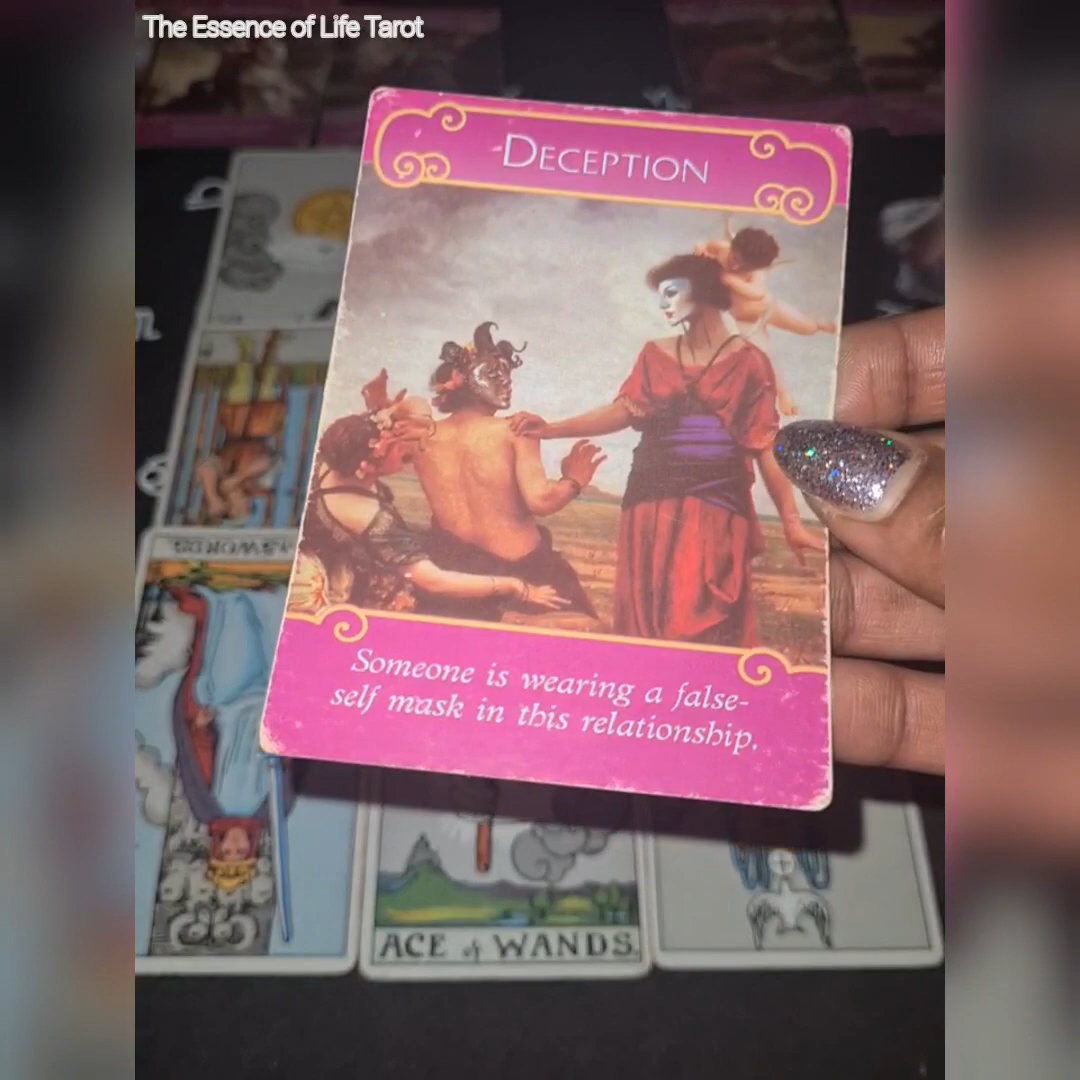 The Essence of Life Tarot
DECEPTION
Someone is wearing a false-
self mask in this relationship.
ACE of WANDS.